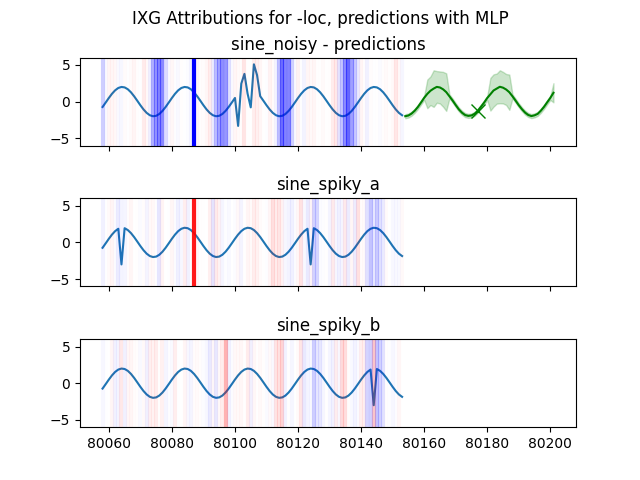 IXG Attributions for -loc, predictions with MLP
sine_noisy - predictions
5
0
−5
sine_spiky_a
5
0
−5
sine_spiky_b
5
0
−5
80060 80080 80100 80120 80140 80160 80180 80200